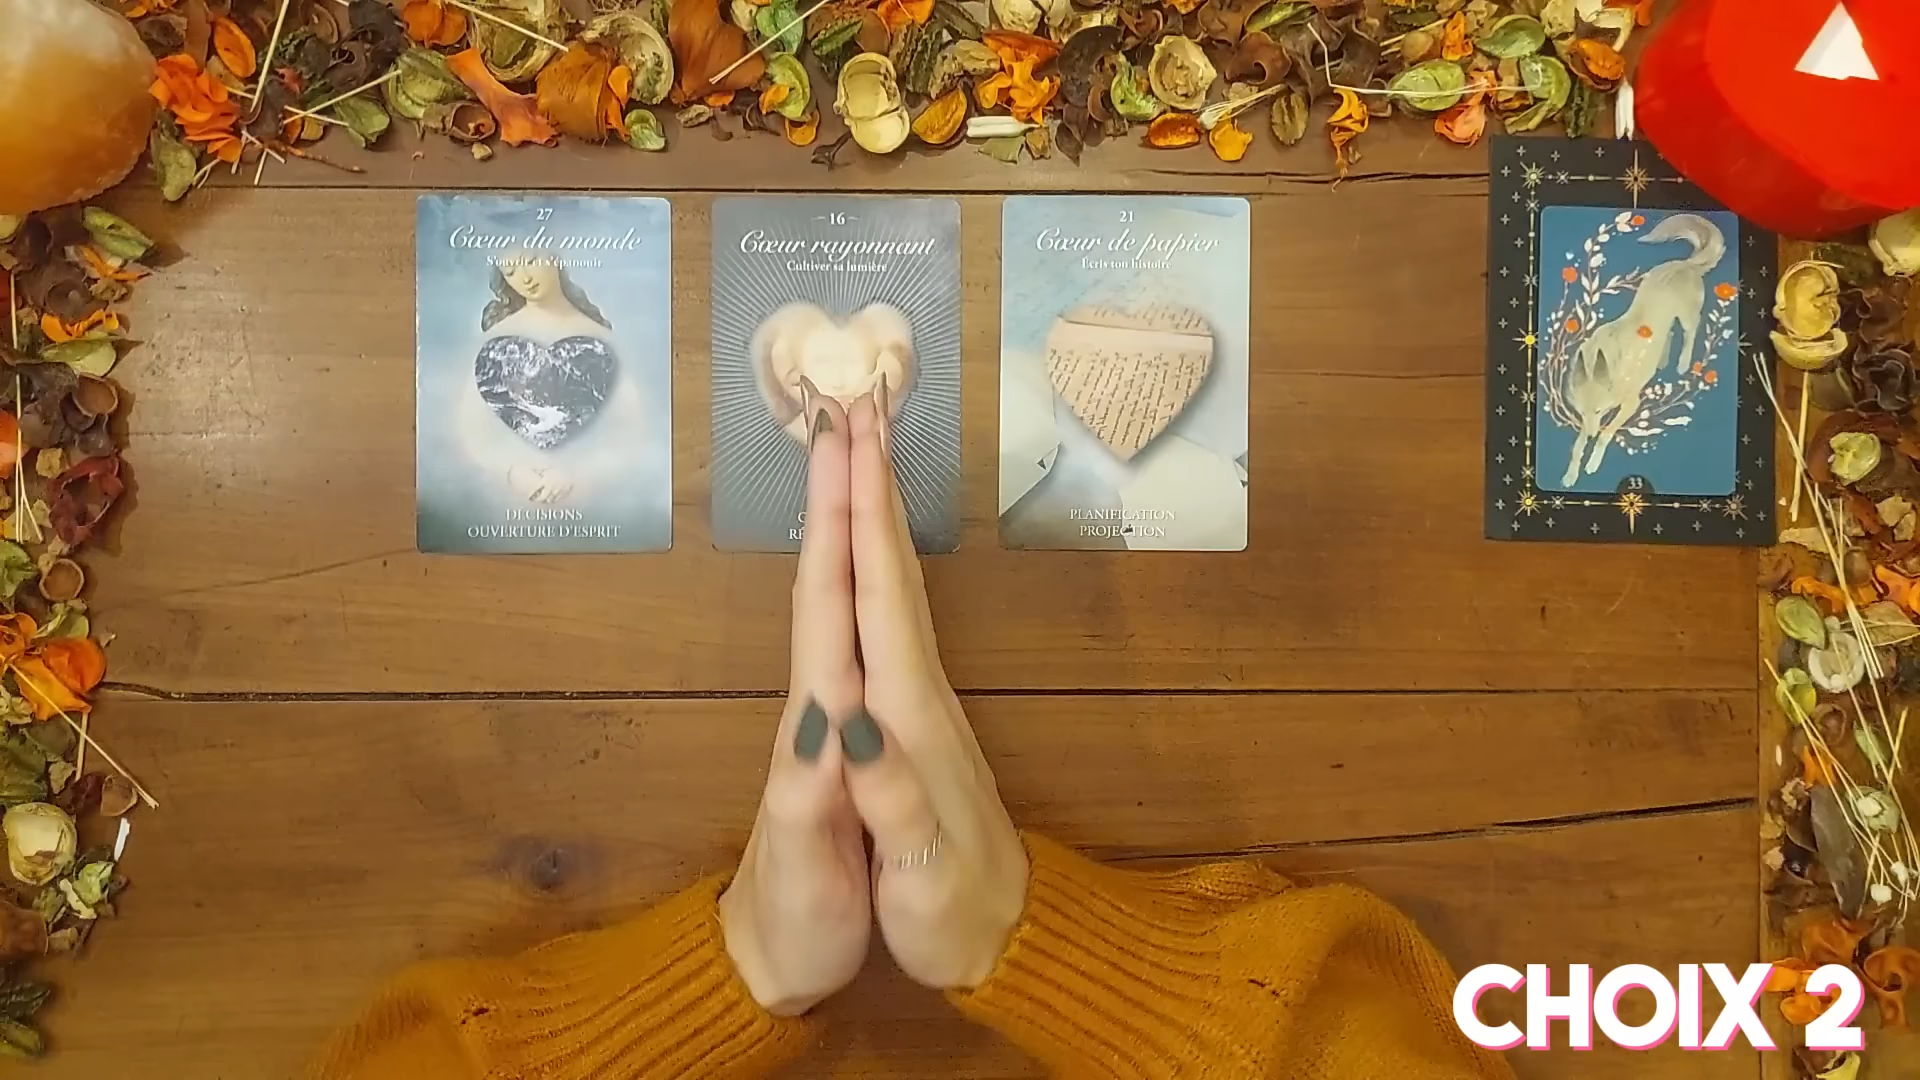 27
Cœur du monde
S'ouvrir et s'épanouir
DÉCISIONS
OUVERTURE D'ESPRIT
16
Cœur rayonnant
Cultiver sa lumière
21
Cœur de papier
Écris ton histoire
PLANIFICATION
PROJECTION
33
CHOIX 2